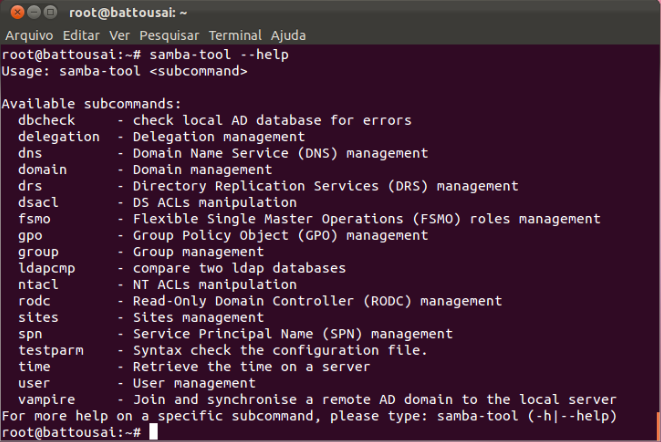 root@battousai: ~
Arquivo Editar Ver Pesquisar Terminal Ajuda
root@battousai:~# samba-tool --help
Usage: samba-tool <subcommand>
Available subcommands:
dbcheck - check local AD database for errors
delegation - Delegation management
dns - Domain Name Service (DNS) management
domain - Domain management
drs - Directory Replication Services (DRS) management
dsacl - DS ACLs manipulation
fsmo - Flexible Single Master Operations (FSMO) roles management
gpo - Group Policy Object (GPO) management
group - Group management
ldapcmp - compare two ldap databases
ntacl - NT ACLs manipulation
rodc - Read-Only Domain Controller (RODC) management
sites - Sites management
spn - Service Principal Name (SPN) management
testparm - Syntax check the configuration file.
time - Retrieve the time on a server
user - User management
vampire - Join and synchronise a remote AD domain to the local server
For more help on a specific subcommand, please type: samba-tool (-h|--help)
root@battousai:~#